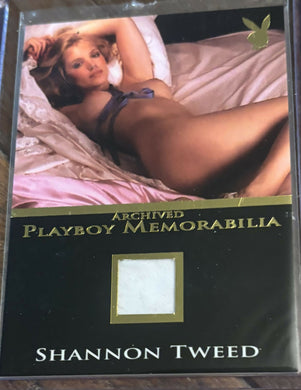 ARCHIVED
PLAYBOY MEMORABILIA
SHANNON TWEED